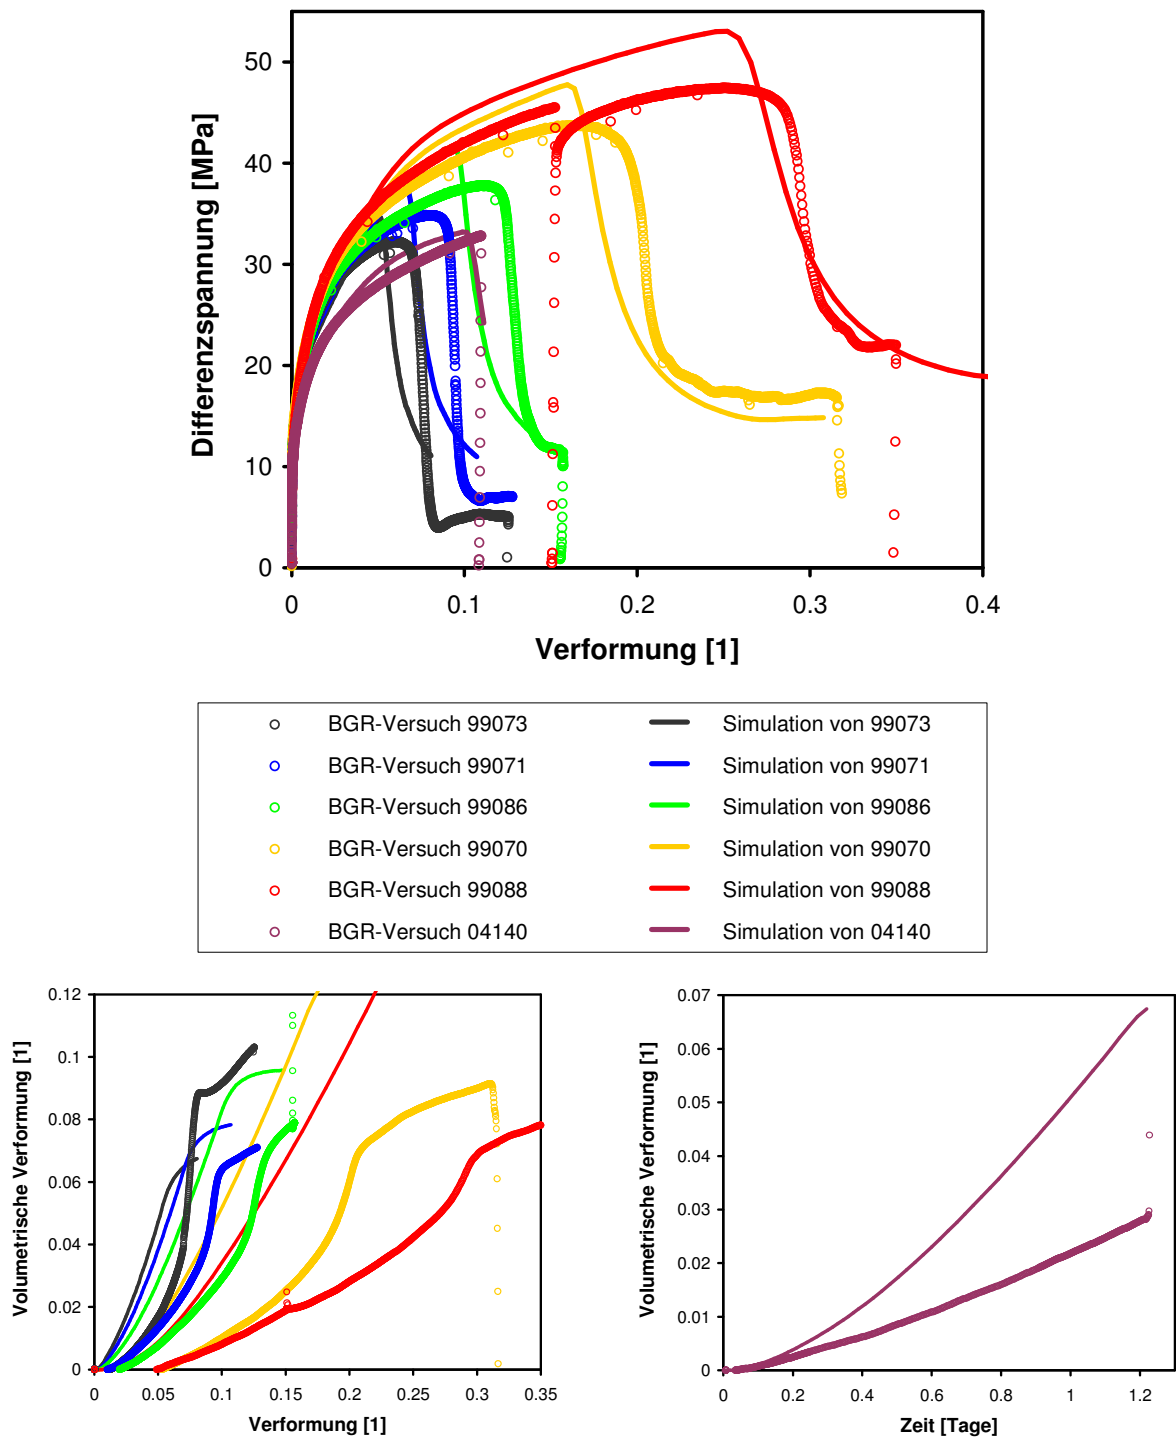 Differenzspannung [MPa]
50
40
30
20
10
0
0 0.1 0.2 0.3 0.4
Verformung [1]
BGR-Versuch 99073 Simulation von 99073
BGR-Versuch 99071 Simulation von 99071
BGR-Versuch 99086 Simulation von 99086
BGR-Versuch 99070 Simulation von 99070
BGR-Versuch 99088 Simulation von 99088
BGR-Versuch 04140 Simulation von 04140
Volumetrische Verformung [1]
0.12
0.1
0.08
0.06
0.04
0.02
0
0 0.05 0.1 0.15 0.2 0.25 0.3 0.35
Verformung [1]
Volumetrische Verformung [1]
0.07
0.06
0.05
0.04
0.03
0.02
0.01
0
0 0.2 0.4 0.6 0.8 1 1.2
Zeit [Tage]